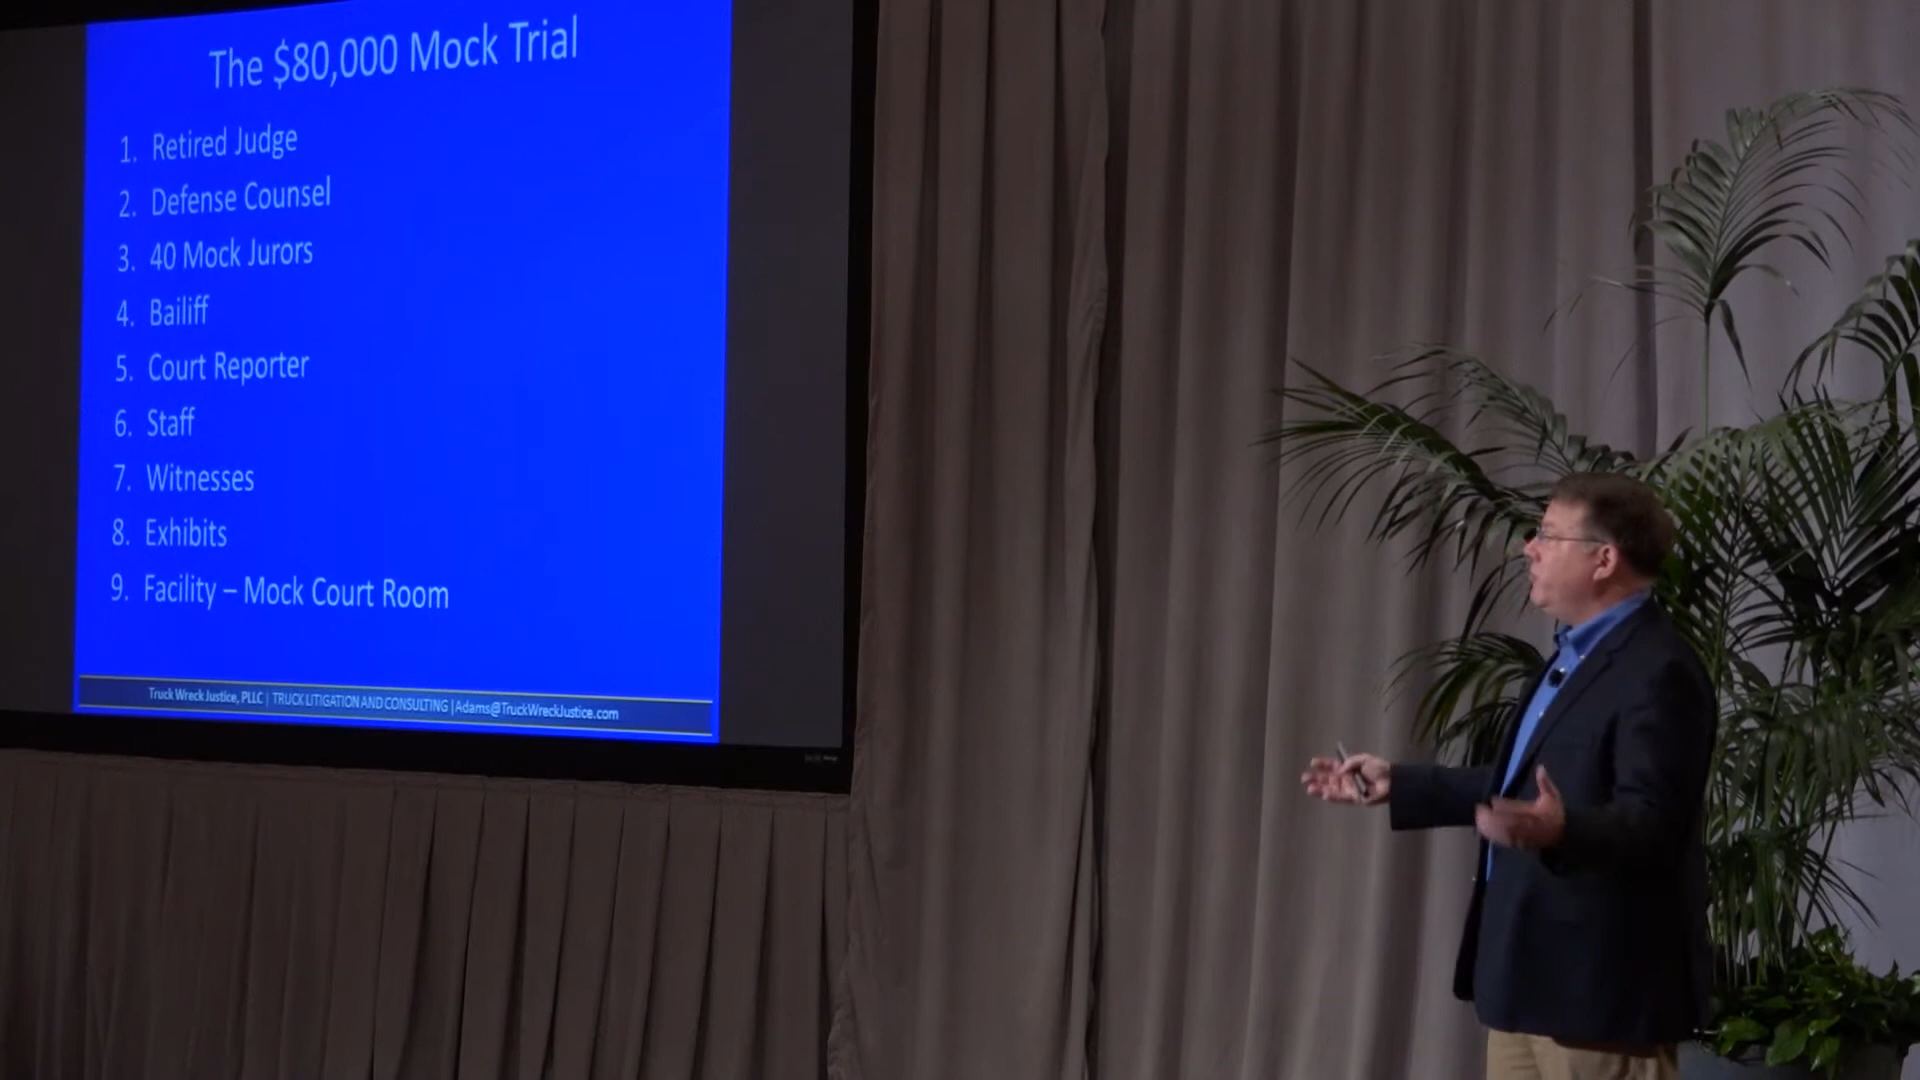 The $80,000 Mock Trial
1. Retired Judge
2. Defense Counsel
3. 40 Mock Jurors
4. Bailiff
5. Court Reporter
6. Staff
7. Witnesses
8. Exhibits
9. Facility – Mock Court Room
Truck Wreck Justice, PLLC | TRUCK LITIGATION AND CONSULTING | Adams@TruckWreckJustice.com